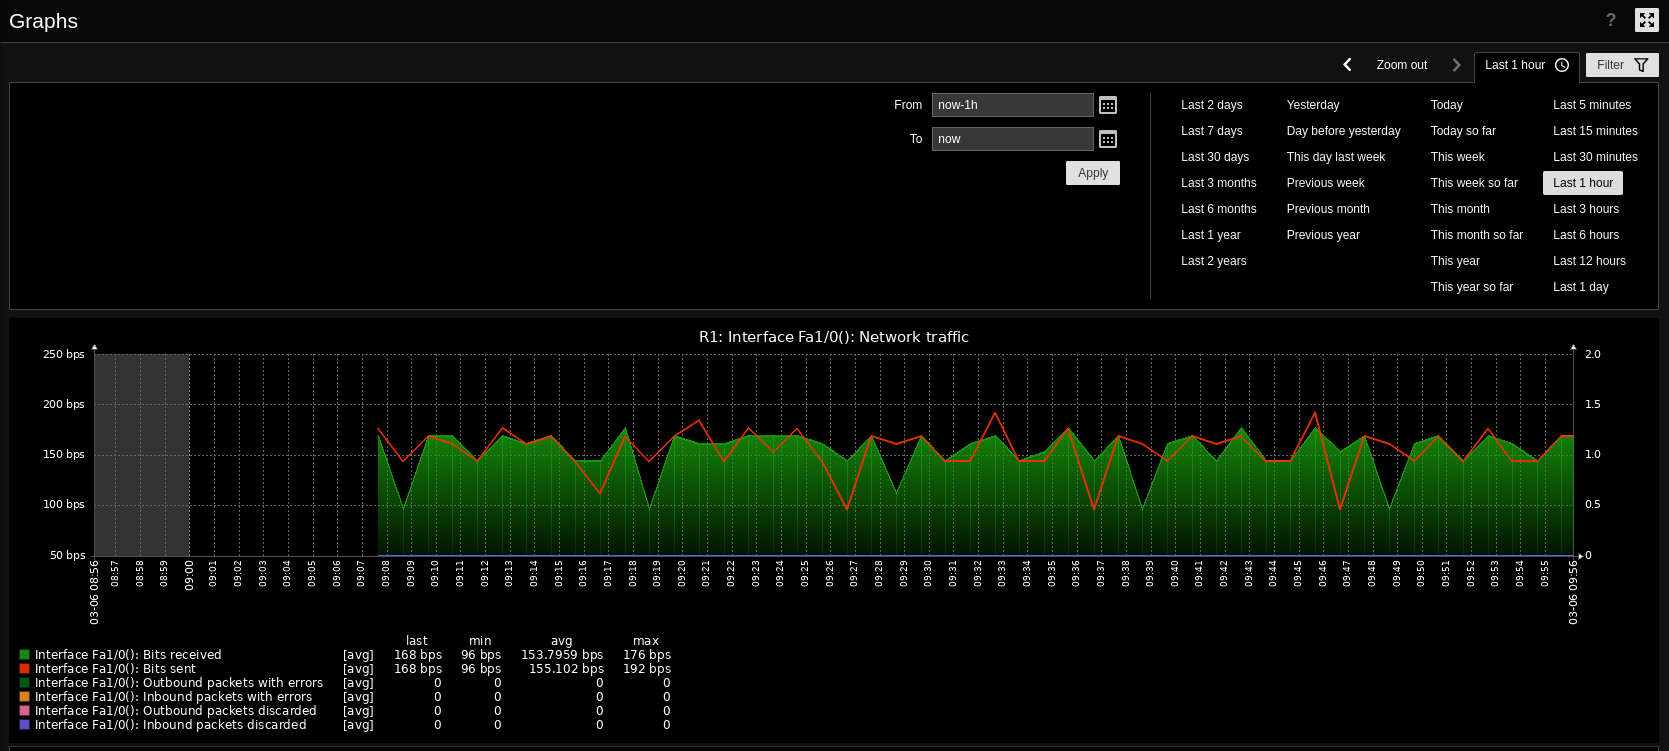 Graphs
?
Zoom out
Last 1 hour
Filter
From now-1h
To now
Apply
Last 2 days Yesterday Today Last 5 minutes
Last 7 days Day before yesterday Today so far Last 15 minutes
Last 30 days This day last week This week Last 30 minutes
Last 3 months Previous week This week so far Last 1 hour
Last 6 months Previous month This month Last 3 hours
Last 1 year Previous year This month so far Last 6 hours
Last 2 years This year Last 12 hours
This year so far Last 1 day
R1: Interface Fa1/0(): Network traffic
250 bps 2.0
200 bps 1.5
150 bps 1.0
100 bps 0.5
50 bps 0
03-06 08:56 08:57 08:58 08:59 09:00 09:01 09:02 09:03 09:04 09:05 09:06 09:07 09:08 09:09 09:10 09:11 09:12 09:13 09:14 09:15 09:16 09:17 09:18 09:19 09:20 09:21 09:22 09:23 09:24 09:25 09:26 09:27 09:28 09:29 09:30 09:31 09:32 09:33 09:34 09:35 09:36 09:37 09:38 09:39 09:40 09:41 09:42 09:43 09:44 09:45 09:46 09:47 09:48 09:49 09:50 09:51 09:52 09:53 09:54 09:55 03-06 09:56
last min avg max
Interface Fa1/0(): Bits received [avg] 168 bps 96 bps 153.7959 bps 176 bps
Interface Fa1/0(): Bits sent [avg] 168 bps 96 bps 155.102 bps 192 bps
Interface Fa1/0(): Outbound packets with errors [avg] 0 0 0 0
Interface Fa1/0(): Inbound packets with errors [avg] 0 0 0 0
Interface Fa1/0(): Outbound packets discarded [avg] 0 0 0 0
Interface Fa1/0(): Inbound packets discarded [avg] 0 0 0 0